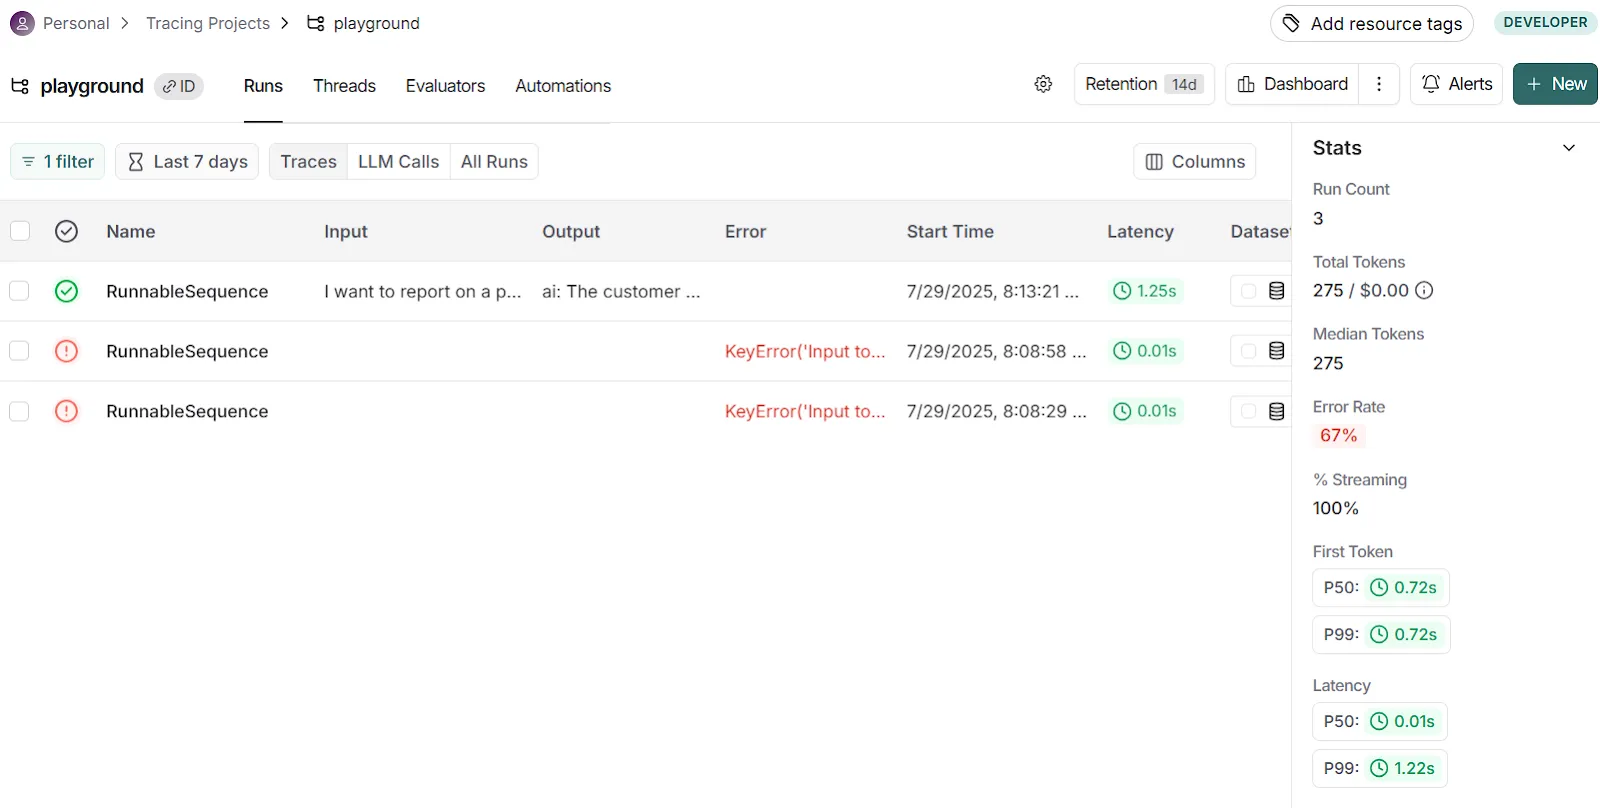 Personal > Tracing Projects > playground
Add resource tags
DEVELOPER
playground ID Runs Threads Evaluators Automations
Retention 14d Dashboard Alerts + New
1 filter Last 7 days Traces LLM Calls All Runs Columns
Name Input Output Error Start Time Latency Dataset
RunnableSequence I want to report on a p... ai: The customer ... 7/29/2025, 8:13:21 ... 1.25s
RunnableSequence KeyError('Input to... 7/29/2025, 8:08:58 ... 0.01s
RunnableSequence KeyError('Input to... 7/29/2025, 8:08:29 ... 0.01s
Stats
Run Count
3
Total Tokens
275 / $0.00
Median Tokens
275
Error Rate
67%
% Streaming
100%
First Token
P50: 0.72s
P99: 0.72s
Latency
P50: 0.01s
P99: 1.22s